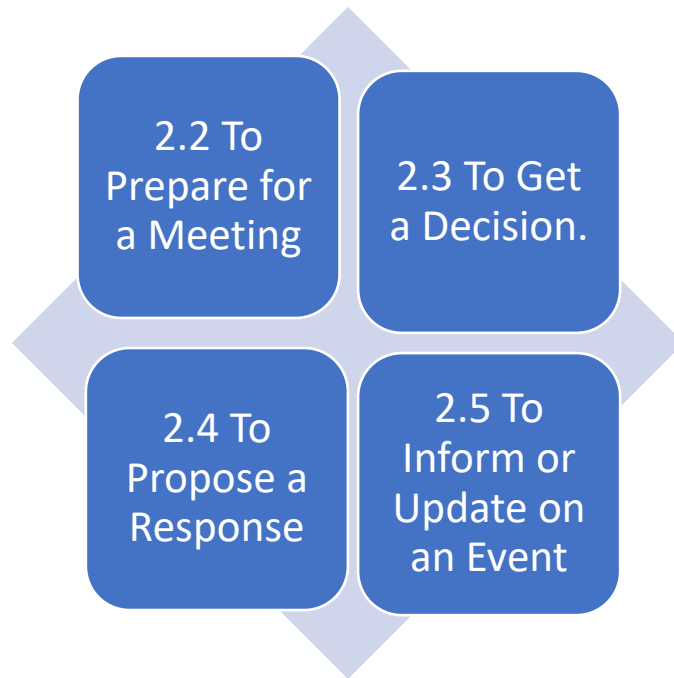 2.2 To
Prepare for
a Meeting
2.3 To Get
a Decision.
2.4 To
Propose a
Response
2.5 To
Inform or
Update on
an Event